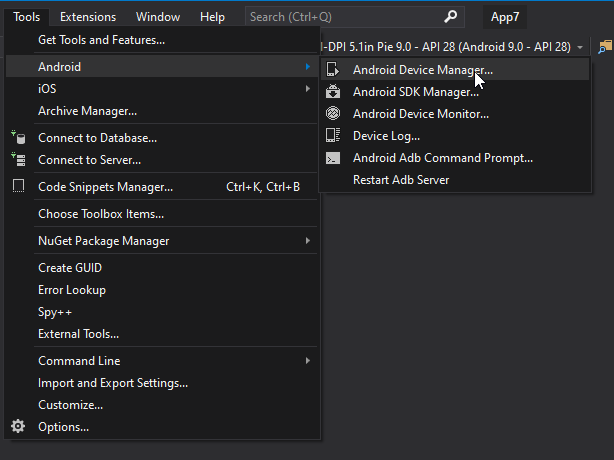 Tools Extensions Window Help Search (Ctrl+Q) App7
Get Tools and Features...
I-DPI 5.1in Pie 9.0 - API 28 (Android 9.0 - API 28)
Android
Android Device Manager...
iOS
Android SDK Manager...
Archive Manager...
Android Device Monitor...
Connect to Database...
Device Log...
Connect to Server...
Android Adb Command Prompt...
Code Snippets Manager... Ctrl+K, Ctrl+B
Restart Adb Server
Choose Toolbox Items...
NuGet Package Manager
Create GUID
Error Lookup
Spy++
External Tools...
Command Line
Import and Export Settings...
Customize...
Options...